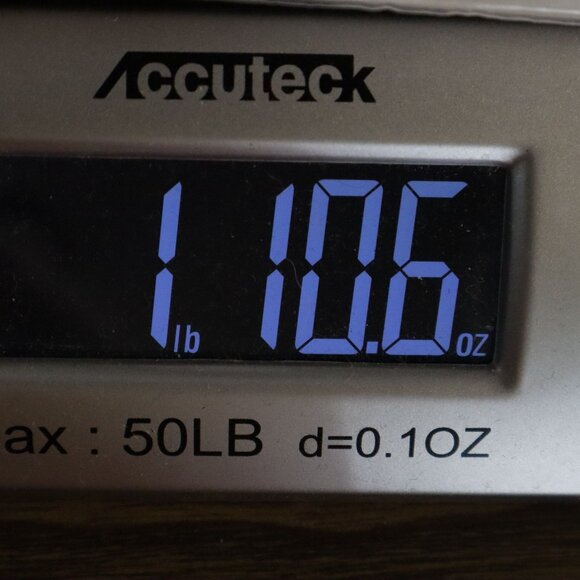 Accuteck
1 lb 10.6 oz
ax : 50LB d=0.1OZ